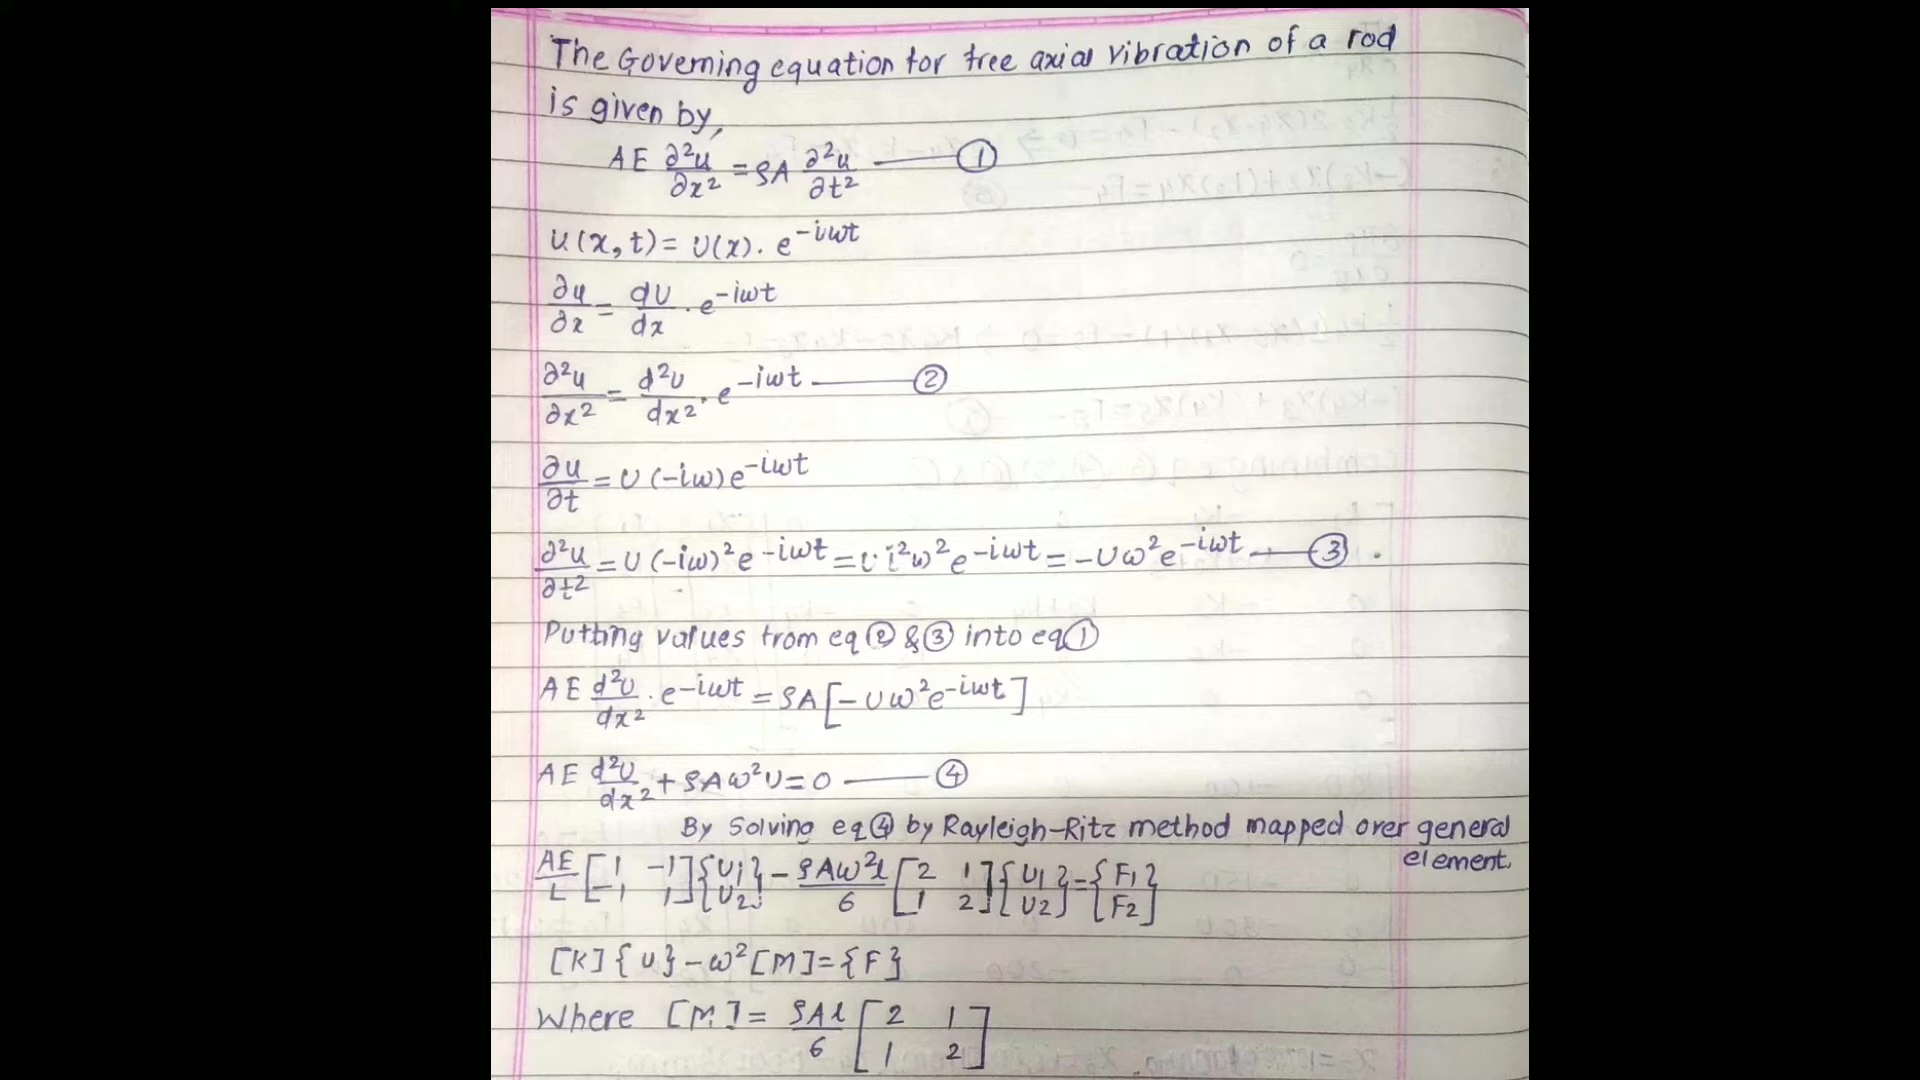 The Governing equation for free axial vibration of a rod
is given by,
AE ∂²u/∂x² = ρA ∂²u/∂t² —— ①
u(x,t) = U(x). e^-iωt
∂u/∂x = dU/dx . e^-iωt
∂²u/∂x² = d²U/dx² . e^-iωt —— ②
∂u/∂t = U (-iω) e^-iωt
∂²u/∂t² = U (-iω)² e^-iωt = U i²ω² e^-iωt = -Uω² e^-iωt —— ③
Putting values from eq ② & ③ into eq ①
AE d²U/dx² . e^-iωt = ρA [-Uω² e^-iωt]
AE d²U/dx² + ρAω²U = 0 —— ④
By Solving eq ④ by Rayleigh-Ritz method mapped over general
element.
AE/L [1 -1; -1 1] {U1; U2} - ρAω²l/6 [2 1; 1 2] {U1; U2} = {F1; F2}
[K] {U} - ω² [M] = {F}
Where [M] = ρAl/6 [2 1; 1 2]